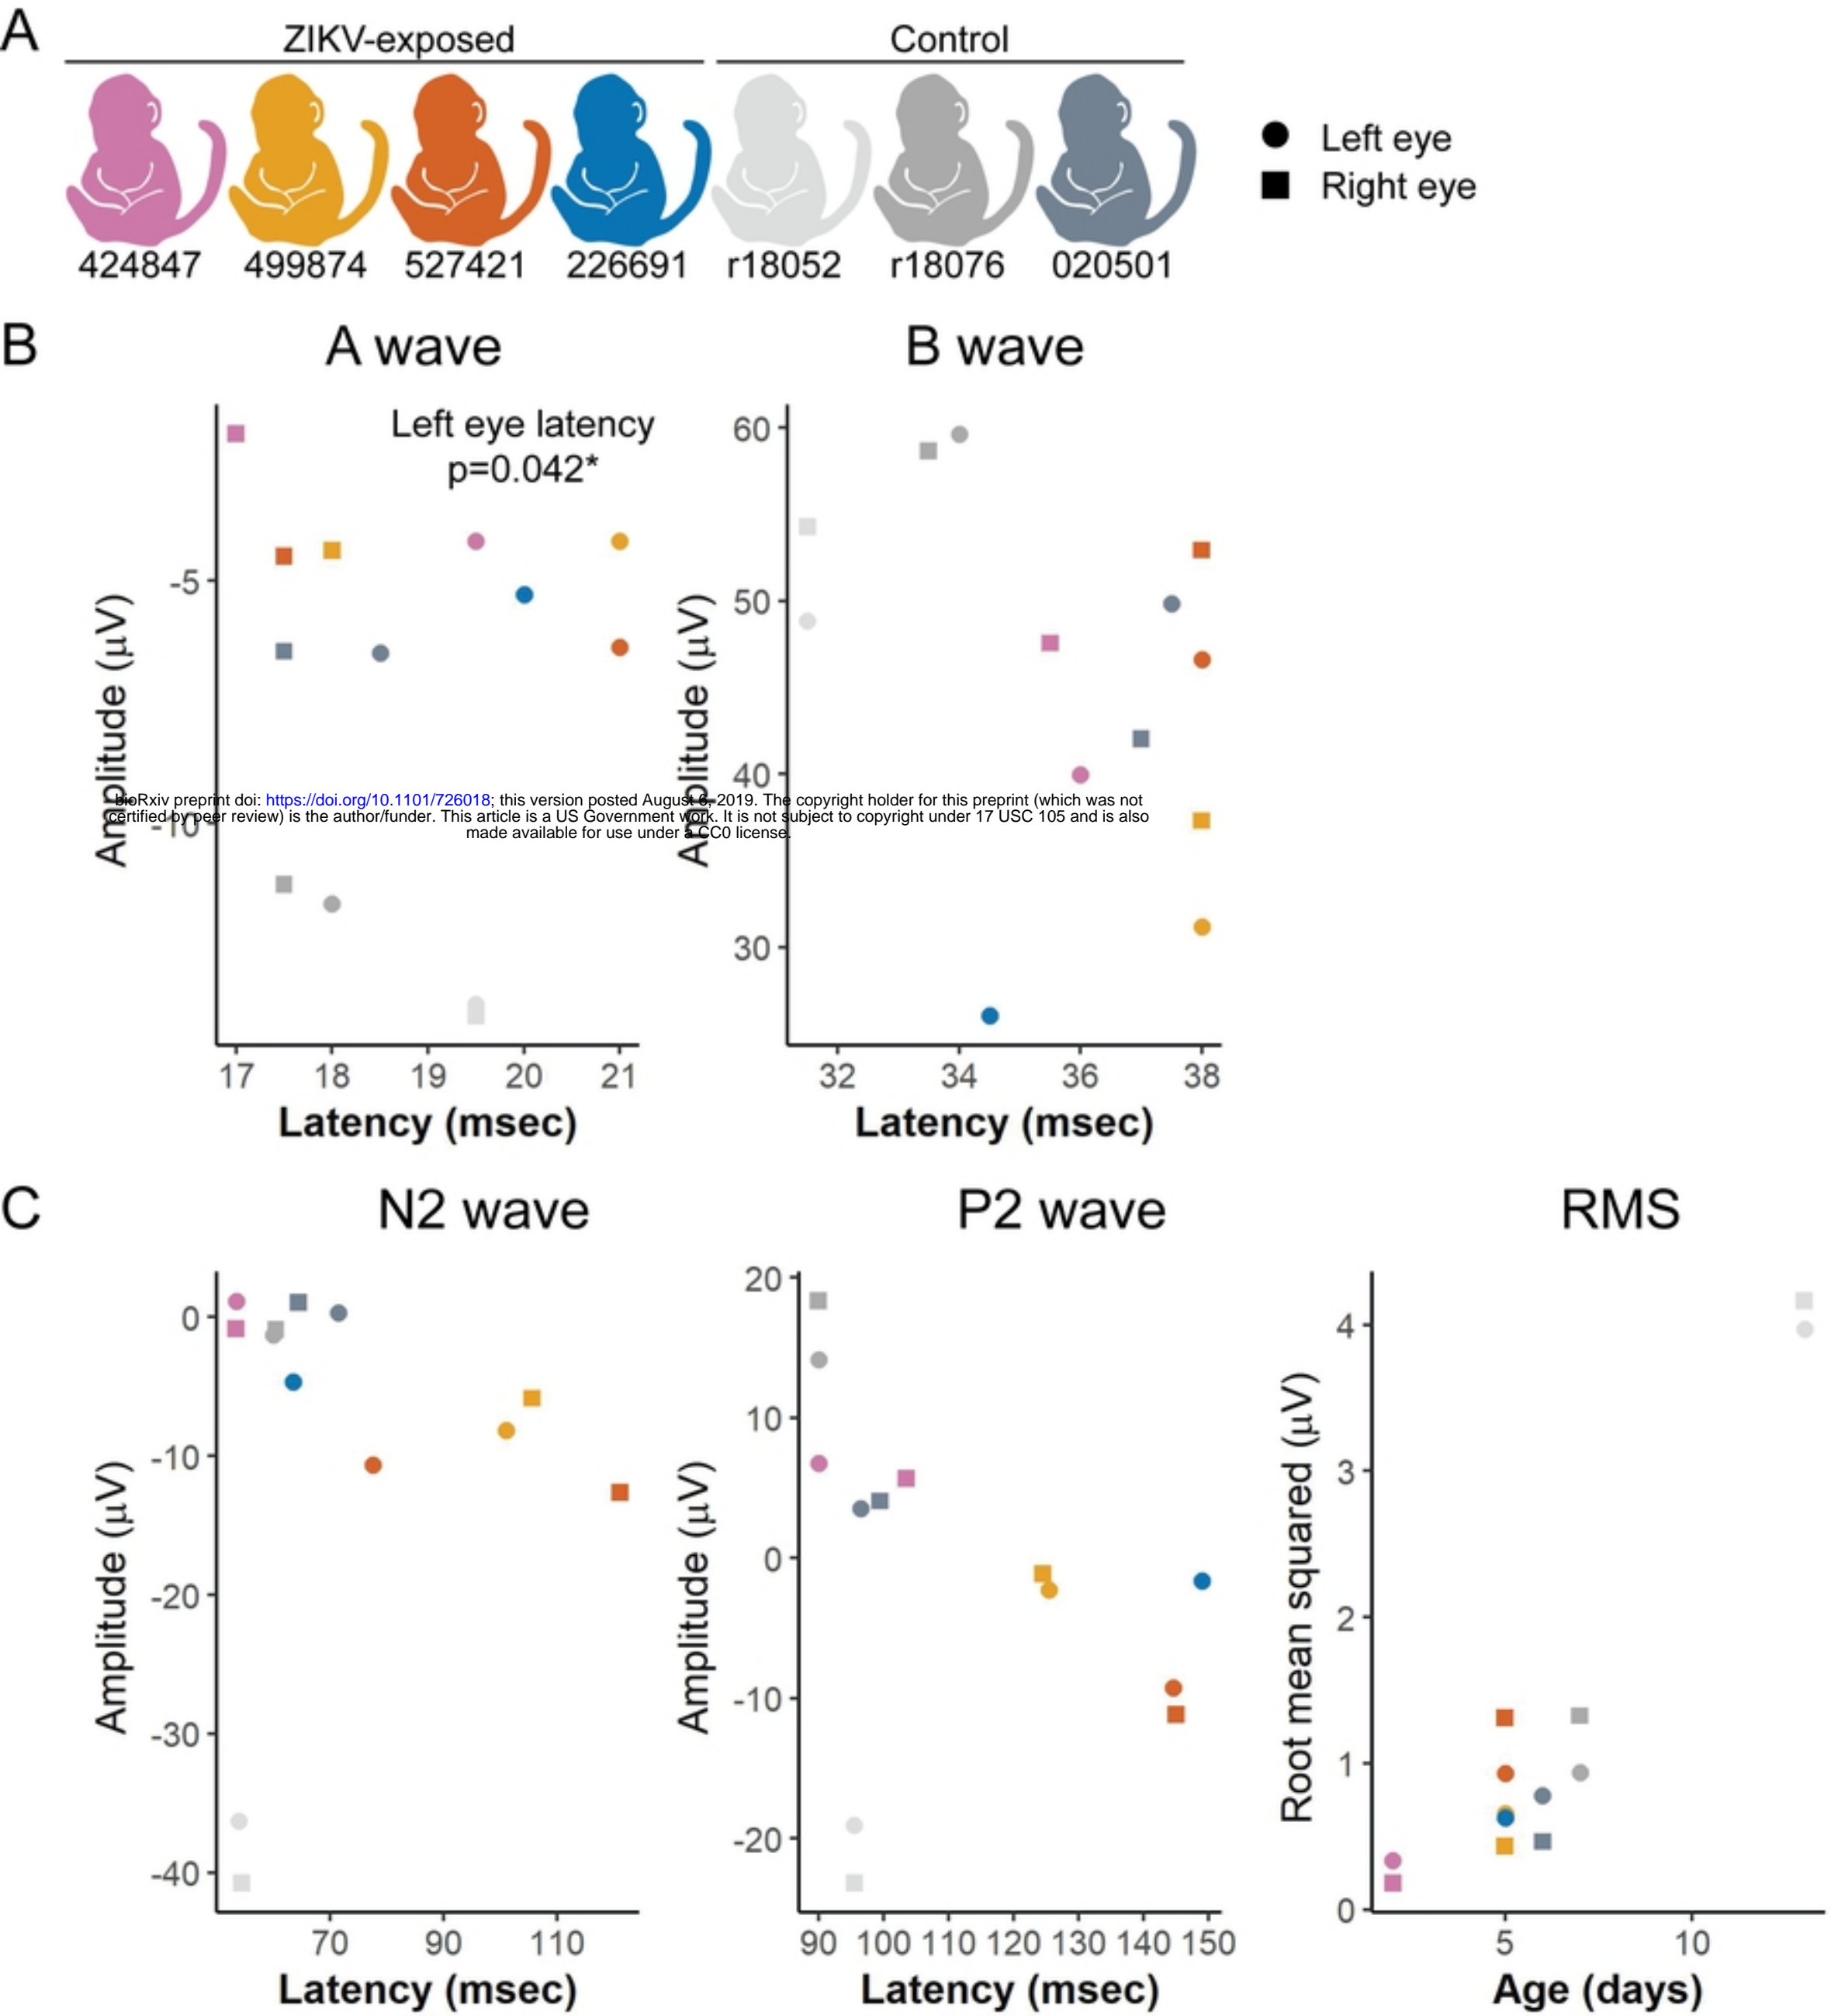 A
ZIKV-exposed
Control
424847
499874
527421
226691
r18052
r18076
020501
Left eye
Right eye
B
A wave
B wave
Left eye latency
p=0.042*
Amplitude (μV)
-5
-10
17 18 19 20 21
Latency (msec)
Amplitude (μV)
60
50
40
30
32 34 36 38
Latency (msec)
bioRxiv preprint doi: https://doi.org/10.1101/726018; this version posted August 6, 2019. The copyright holder for this preprint (which was not
certified by peer review) is the author/funder. This article is a US Government work. It is not subject to copyright under 17 USC 105 and is also
made available for use under a CC0 license.
C
N2 wave
P2 wave
RMS
Amplitude (μV)
0
-10
-20
-30
-40
70 90 110
Latency (msec)
Amplitude (μV)
20
10
0
-10
-20
90 100 110 120 130 140 150
Latency (msec)
Root mean squared (μV)
4
3
2
1
0
5 10
Age (days)